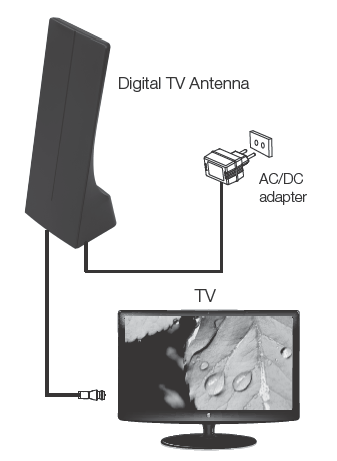 Digital TV Antenna
AC/DC
adapter
TV